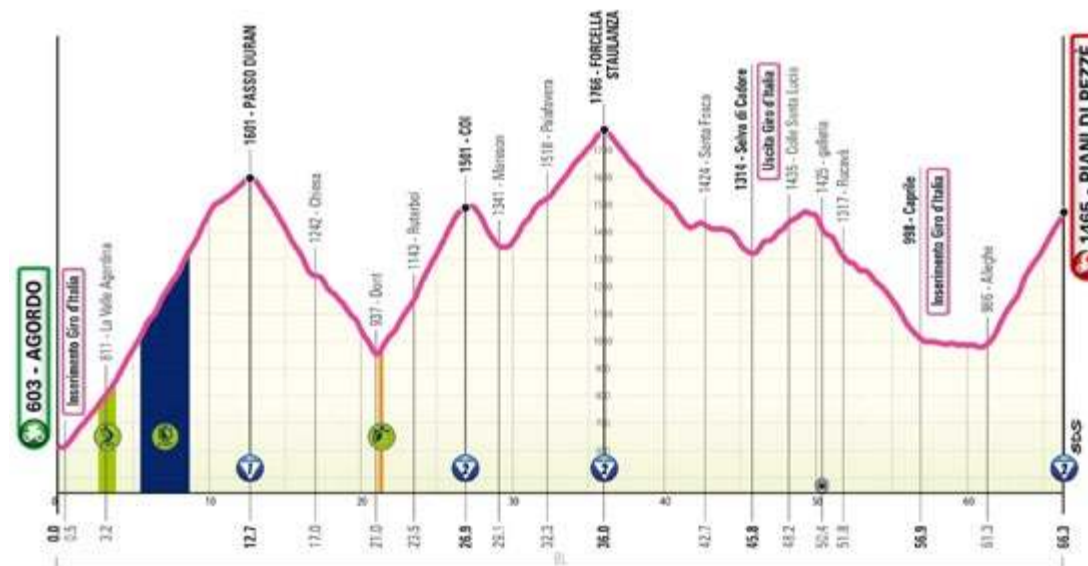 603 - AGORDO
Inserimento Giro d'Italia
811 - La Valle Agordina
1601 - PASSO DURAN
1242 - Chiesa
937 - Dont
1143 - Rutorbol
1501 - COI
1341 - Mareson
1518 - Palafavera
1766 - FORCELLA
STAULANZA
1424 - Santa Fosca
1314 - Selva di Cadore
Uscita Giro d'Italia
1435 - Colle Santa Lucia
1425 - galleria
1317 - Rucavà
998 - Caprile
Inserimento Giro d'Italia
986 - Alleghe
1466 - PIANI DI PEZZÈ
SDS
0 10 20 30 40 50 60
0.0 0.5 3.2 12.7 17.0 21.0 23.5 26.9 29.1 32.3 36.0 42.7 45.8 48.2 50.4 51.8 56.9 61.3 66.3